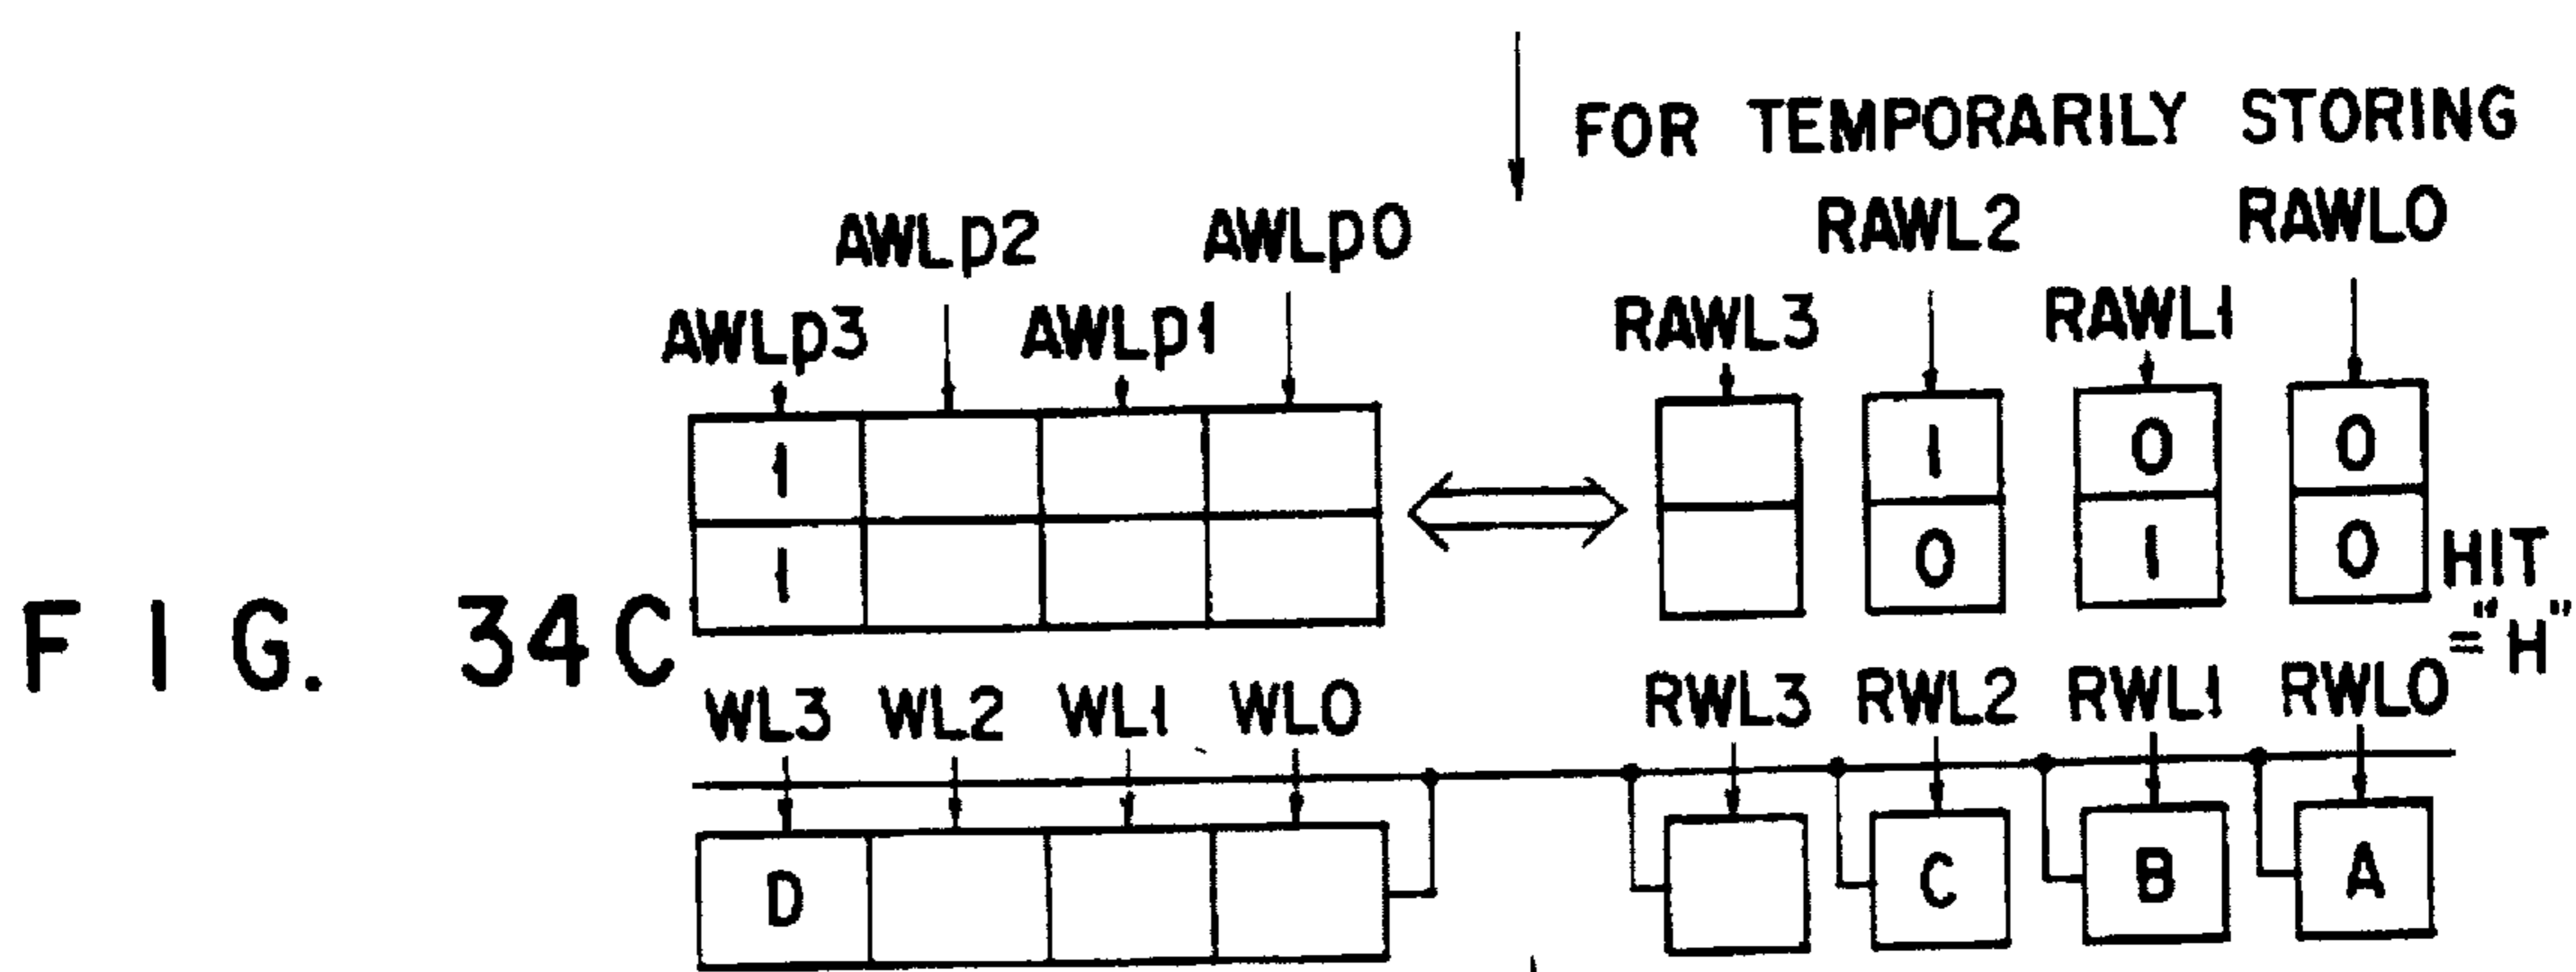 FOR TEMPORARILY STORING
AWLp2 AWLp0 RAWL2 RAWL0
AWLp3 AWLp1 RAWL3 RAWL1
1 1 0 0
1 0 1 0 HIT
="H"
FIG. 34C
WL3 WL2 WL1 WL0 RWL3 RWL2 RWL1 RWL0
D C B A